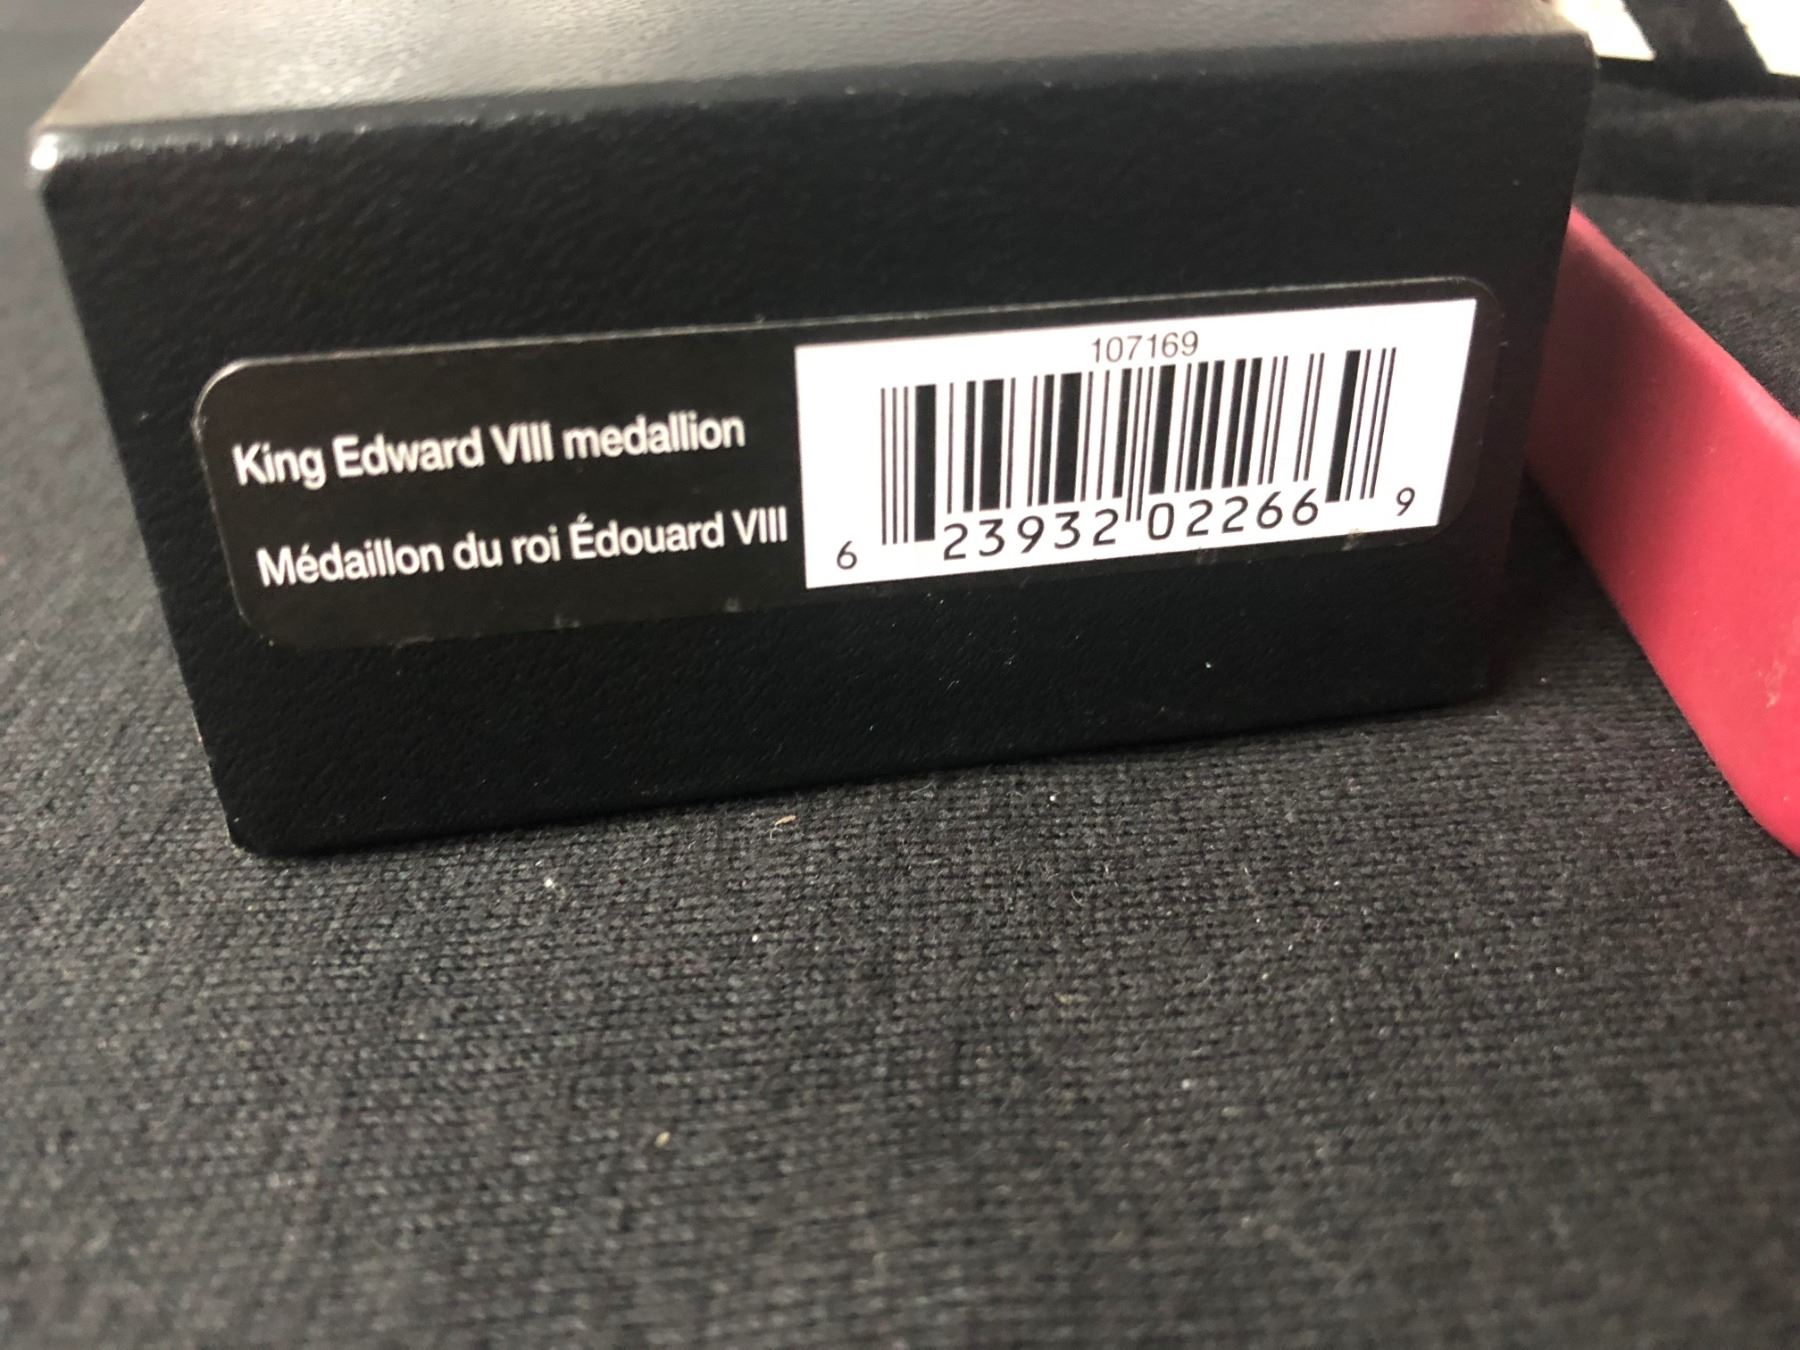 King Edward VIII medallion
Médaillon du roi Édouard VIII
107169
6 23932 02266 9